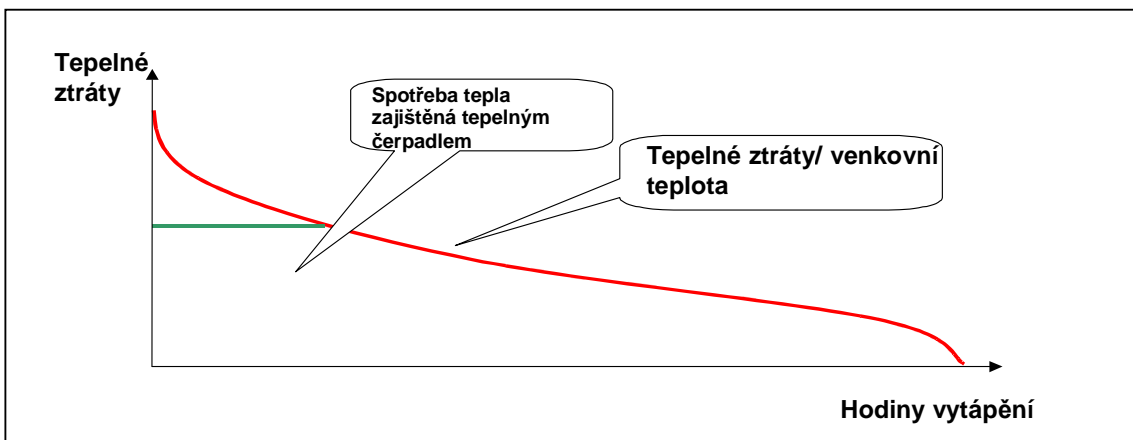 Tepelné
ztráty
Spotřeba tepla
zajištěná tepelným
čerpadlem
Tepelné ztráty/ venkovní
teplota
Hodiny vytápění